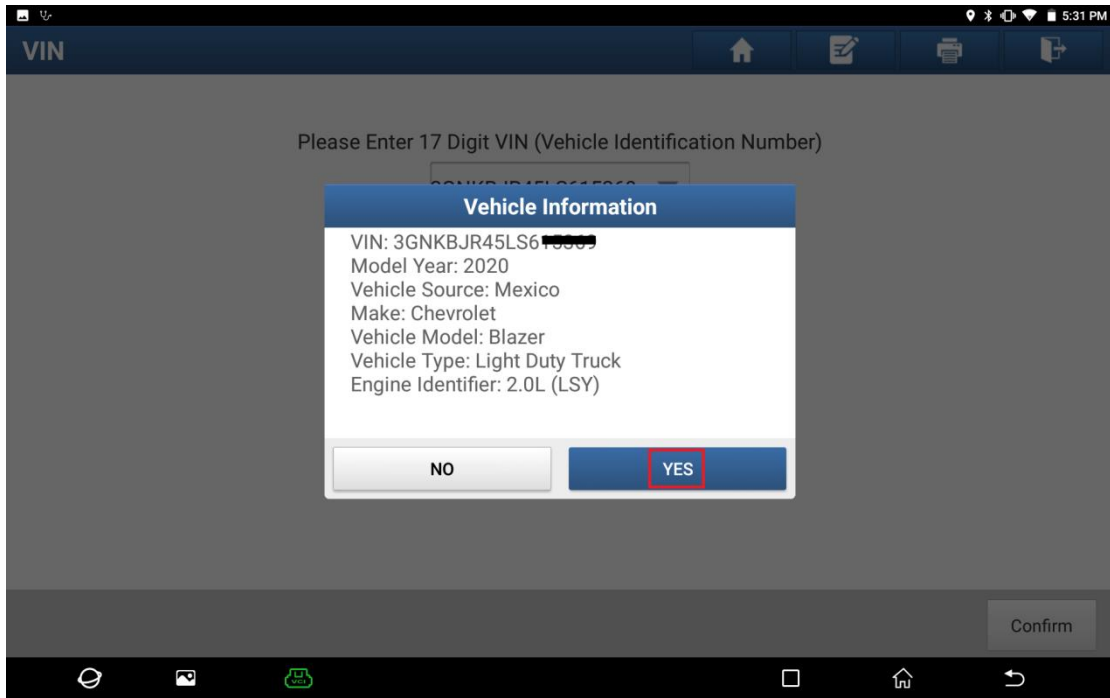 5:31 PM
VIN
Please Enter 17 Digit VIN (Vehicle Identification Number)
Vehicle Information
VIN: 3GNKBJR45LS6
Model Year: 2020
Vehicle Source: Mexico
Make: Chevrolet
Vehicle Model: Blazer
Vehicle Type: Light Duty Truck
Engine Identifier: 2.0L (LSY)
NO
YES
Confirm
VCI